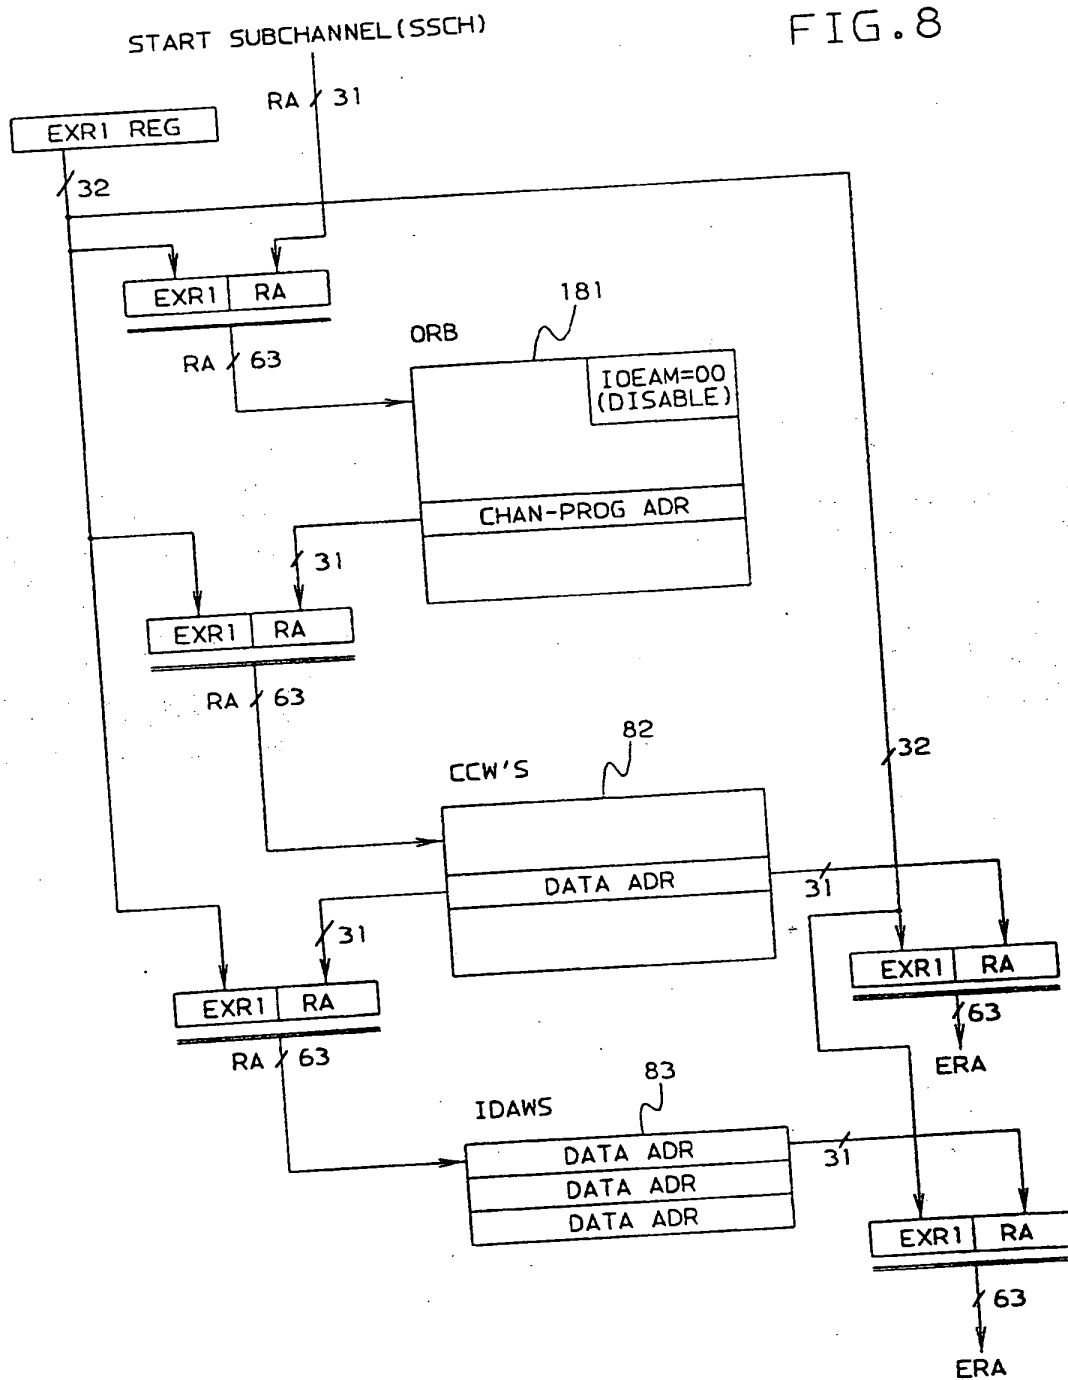 FIG.8
START SUBCHANNEL(SSCH)
RA 31
EXR1 REG
32
EXR1 RA
RA 63
181
ORB
IOEAM=00
(DISABLE)
CHAN-PROG ADR
31
EXR1 RA
RA 63
82
32
CCW'S
DATA ADR
31
31
EXR1 RA
63
ERA
EXR1 RA
RA 63
83
IDAWS
DATA ADR
DATA ADR
DATA ADR
31
EXR1 RA
63
ERA